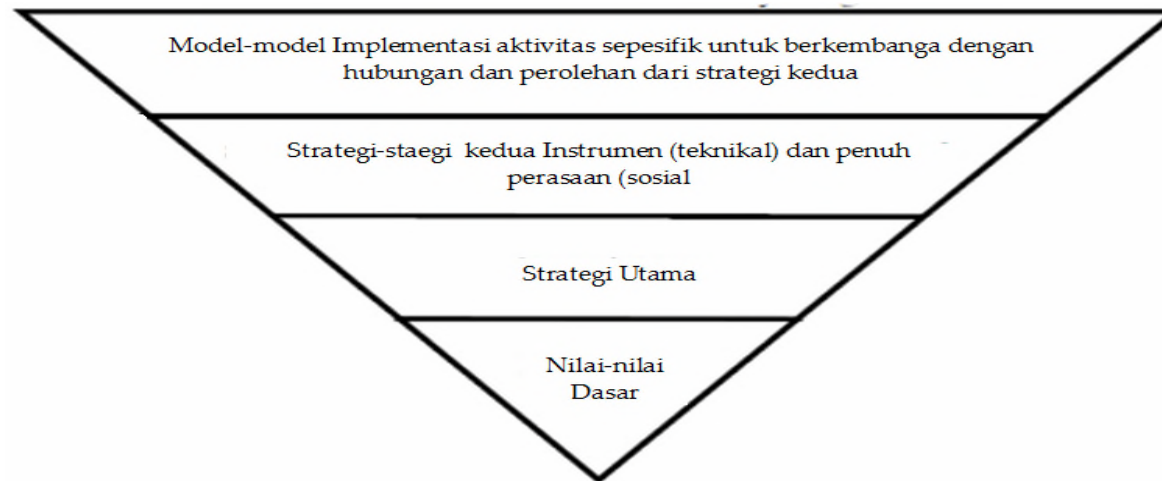 Model-model Implementasi aktivitas sepesifik untuk berkembanga dengan
hubungan dan perolehan dari strategi kedua
Strategi-staegi kedua Instrumen (teknikal) dan penuh
perasaan (sosial
Strategi Utama
Nilai-nilai
Dasar